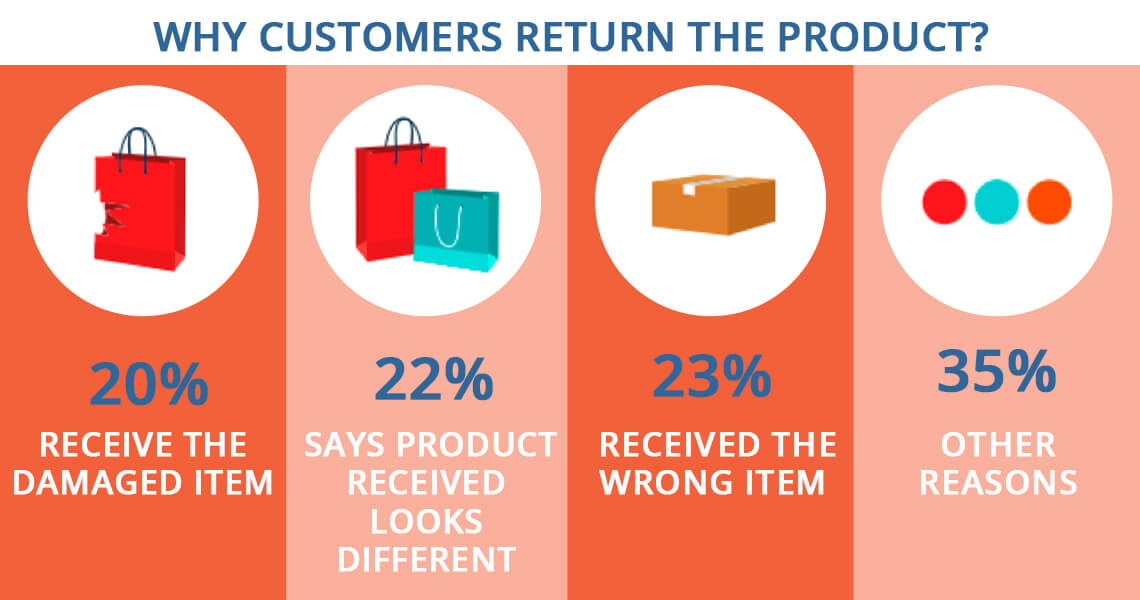 WHY CUSTOMERS RETURN THE PRODUCT?
20%
RECEIVE THE
DAMAGED ITEM
22%
SAYS PRODUCT
RECEIVED
LOOKS
DIFFERENT
23%
RECEIVED THE
WRONG ITEM
35%
OTHER
REASONS